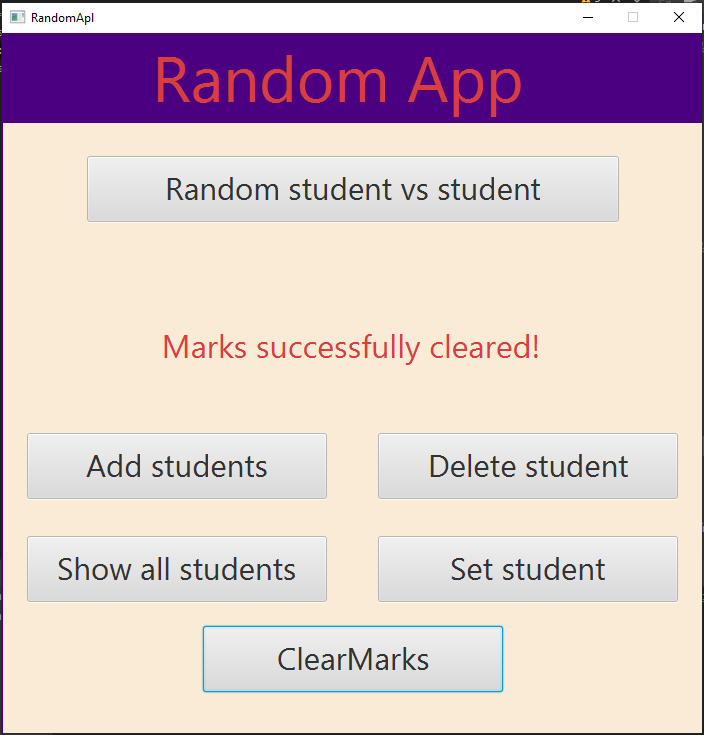 RandomApl
Random App
Random student vs student
Marks successfully cleared!
Add students
Delete student
Show all students
Set student
ClearMarks